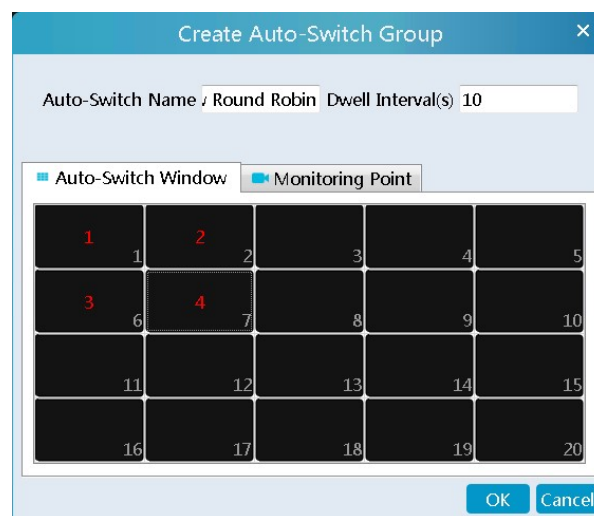 Create Auto-Switch Group
Auto-Switch Name Round Robin Dwell Interval(s) 10
Auto-Switch Window Monitoring Point
1 1 2 2 3 4 5
3 6 4 7 8 9 10
11 12 13 14 15
16 17 18 19 20
OK Cancel